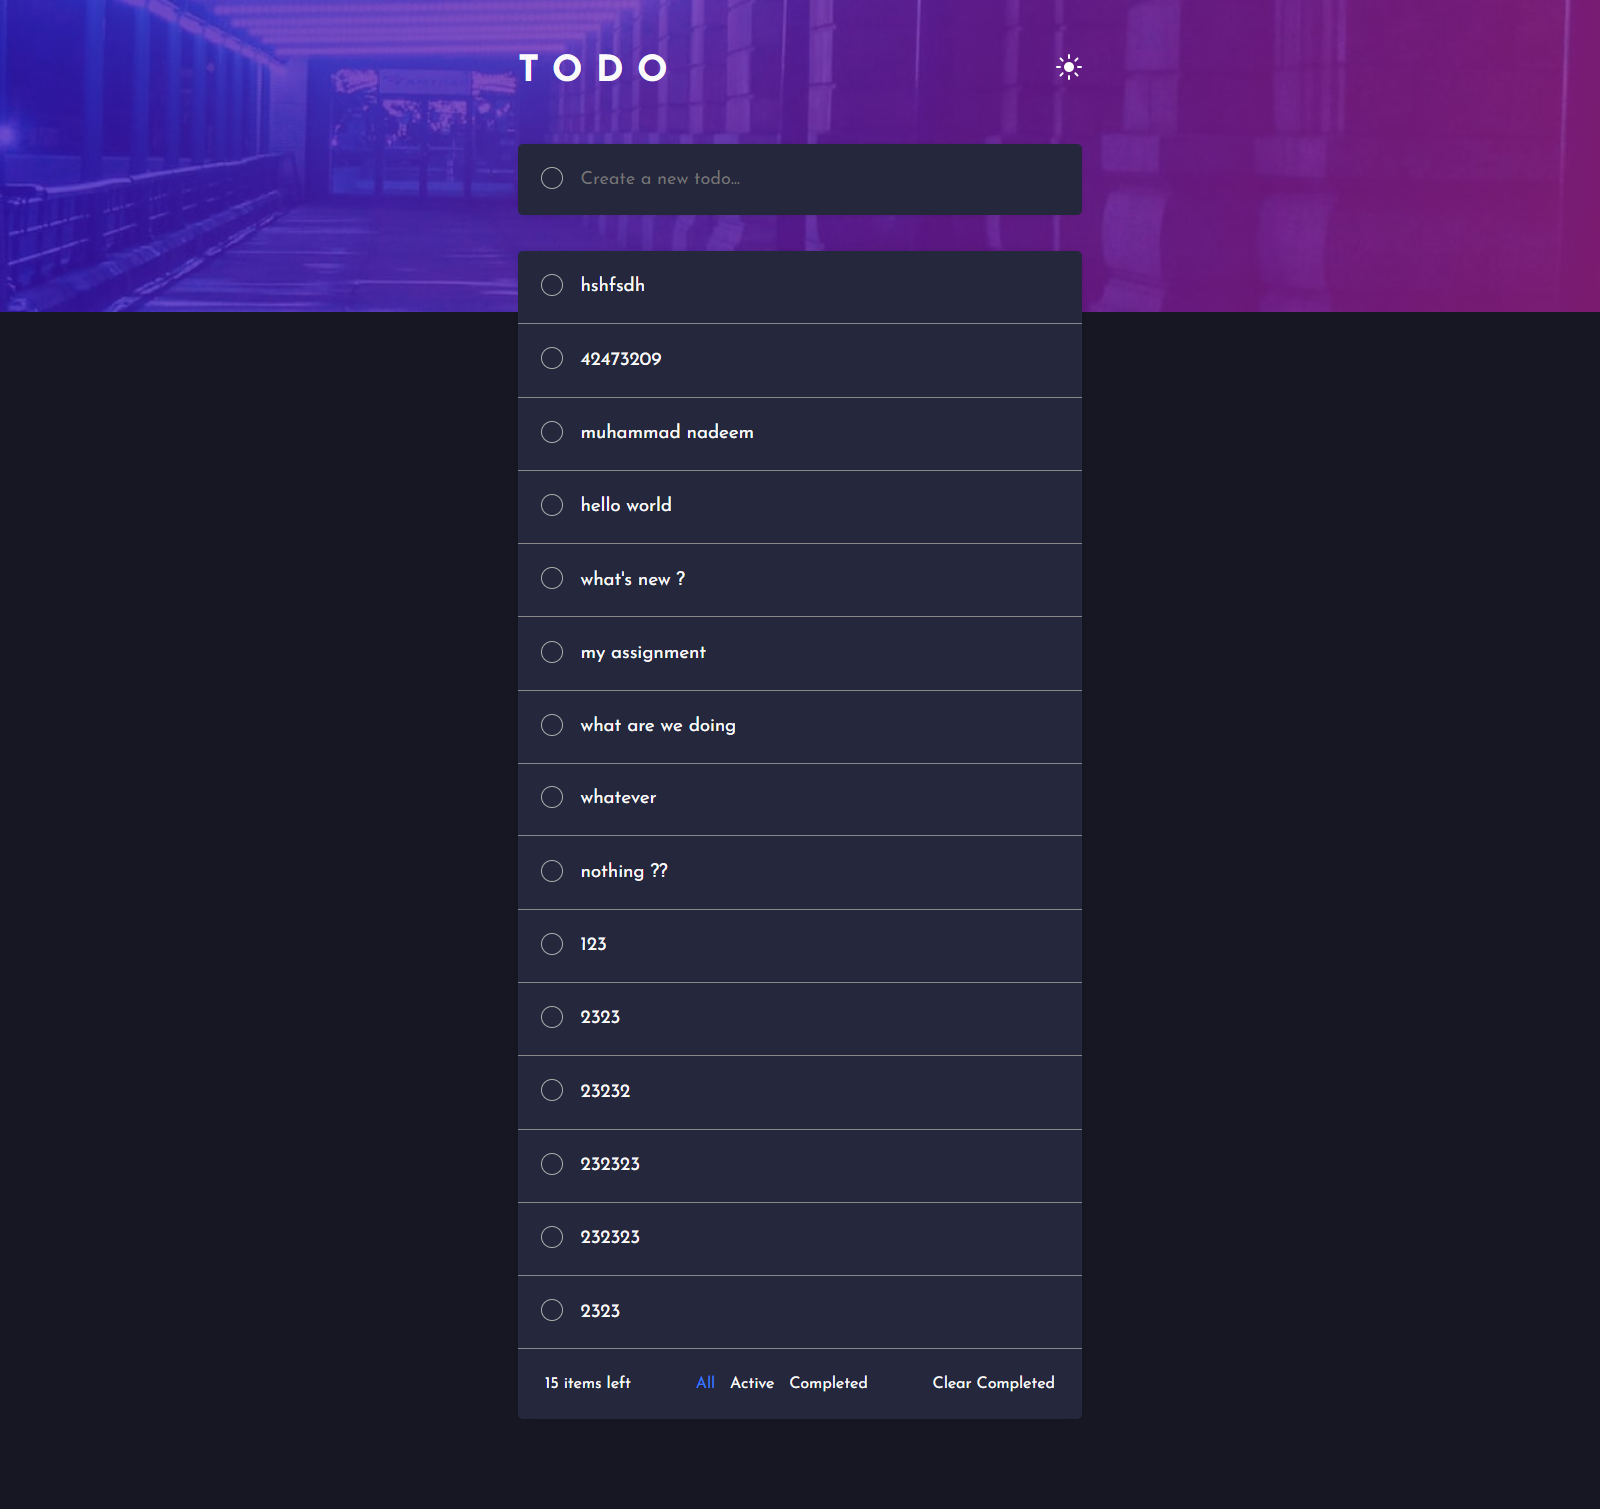 TODO
Create a new todo...
hshfsdh
42473209
muhammad nadeem
hello world
what's new ?
my assignment
what are we doing
whatever
nothing ??
123
2323
23232
232323
232323
2323
15 items left All Active Completed Clear Completed